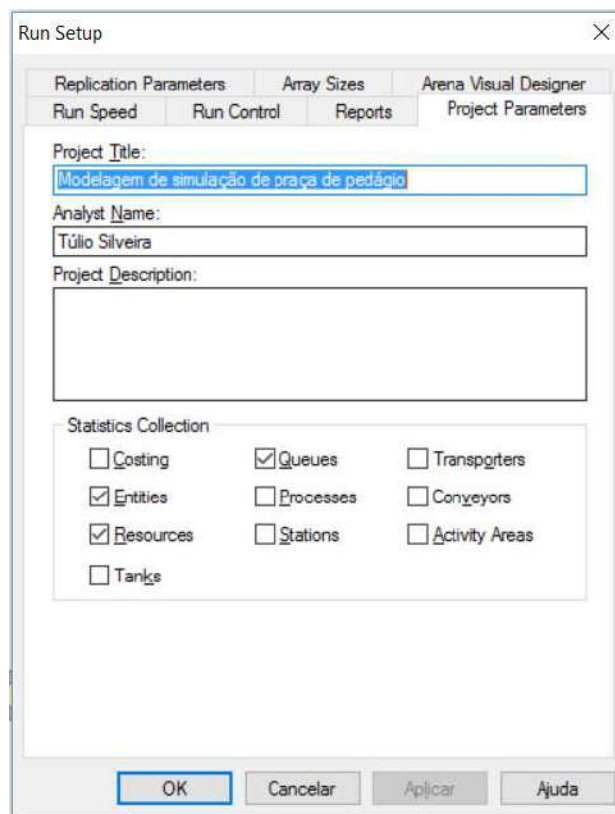 Run Setup
Replication Parameters Array Sizes Arena Visual Designer
Run Speed Run Control Reports Project Parameters
Project Title:
Modelagem de simulação de praça de pedágio
Analyst Name:
Túlio Silveira
Project Description:
Statistics Collection
Costing Queues Transporters
Entities Processes Conveyors
Resources Stations Activity Areas
Tanks
OK Cancelar Aplicar Ajuda